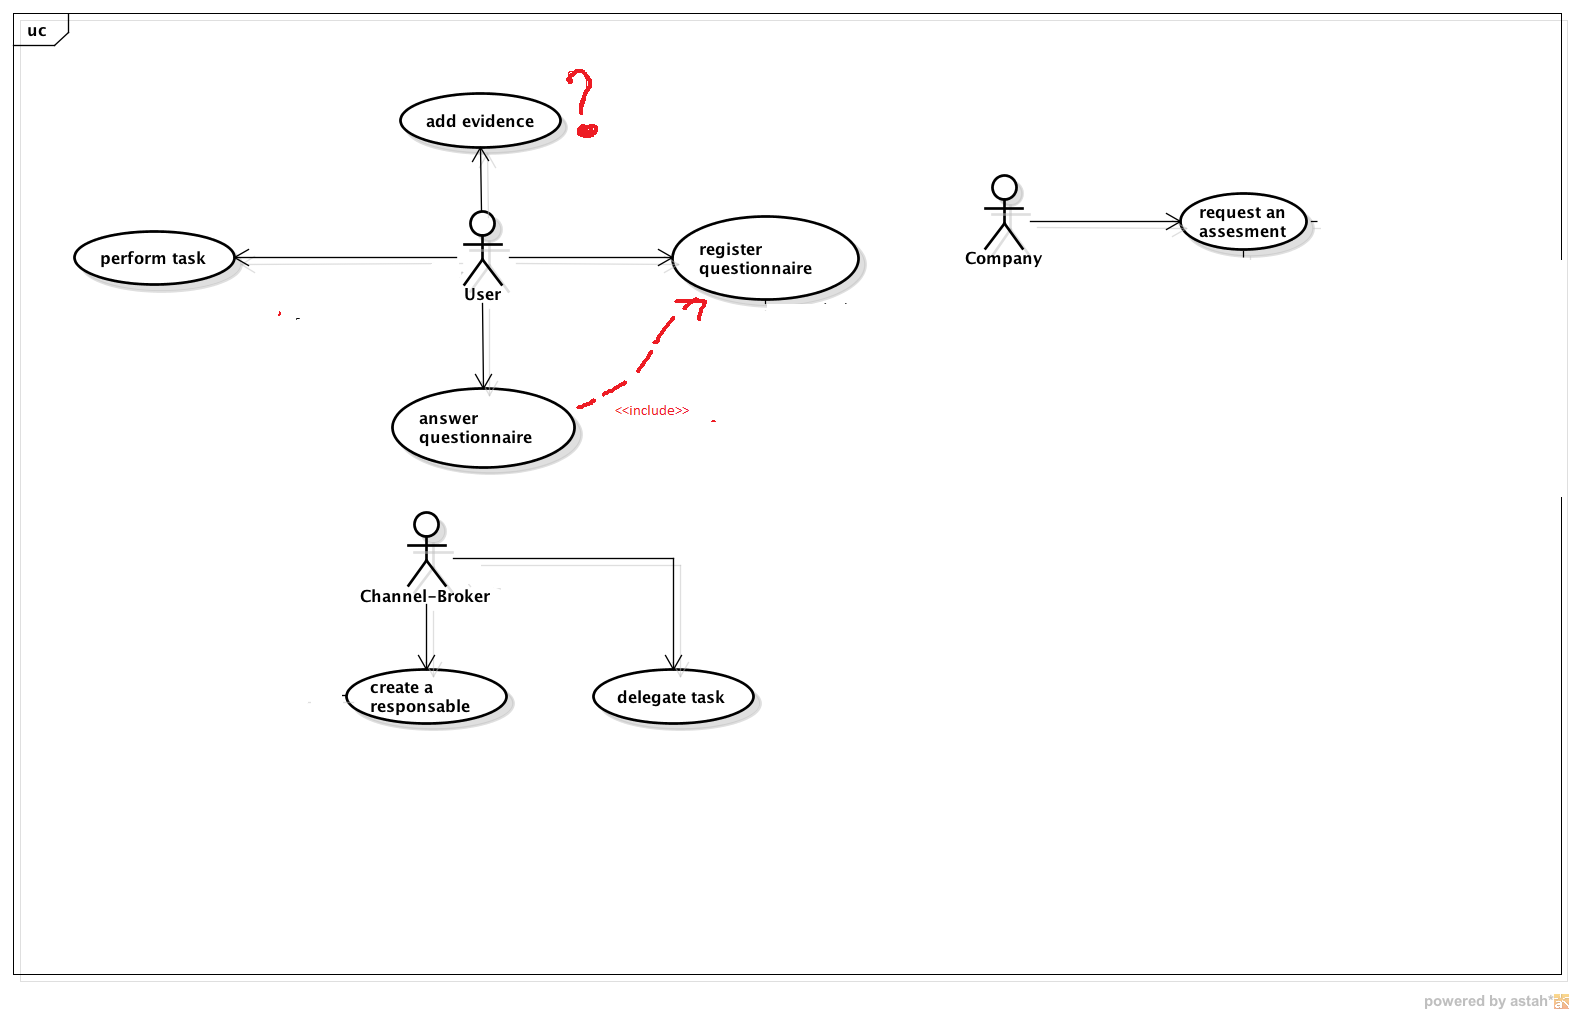 uc
add evidence
?
perform task
User
register
questionnaire
Company
request an
assesment
answer
questionnaire
<<include>>
Channel-Broker
create a
responsable
delegate task
powered by astah*